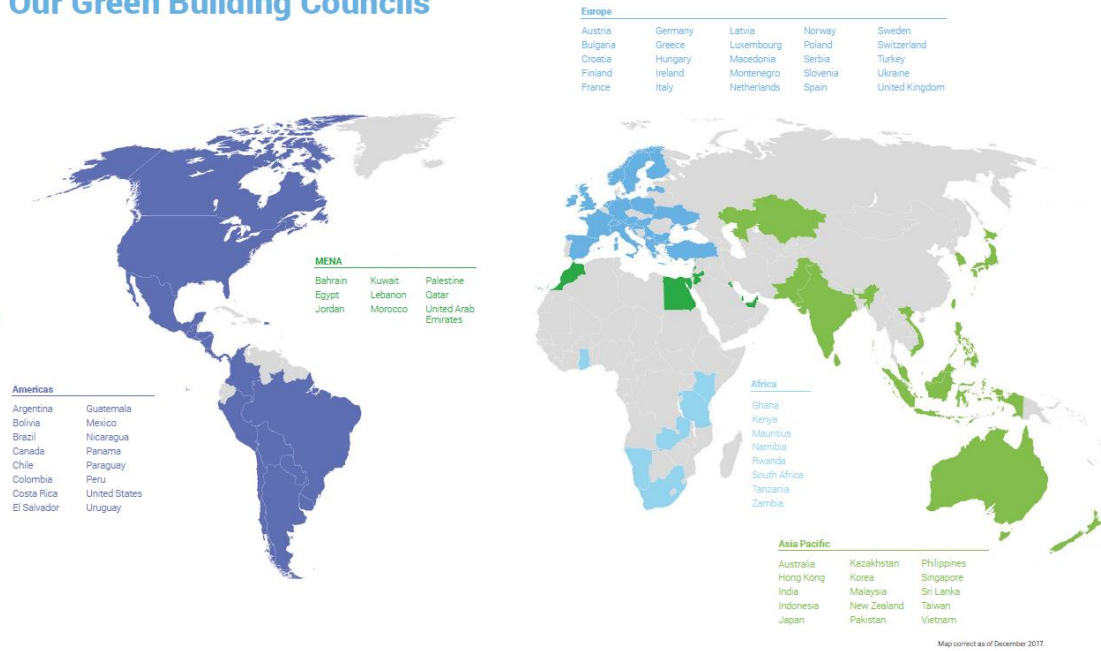 Our Green Building Councils
Europe
Austria Germany Latvia Norway Sweden
Bulgaria Greece Luxembourg Poland Switzerland
Croatia Hungary Macedonia Serbia Turkey
Finland Ireland Montenegro Slovenia Ukraine
France Italy Netherlands Spain United Kingdom
MENA
Bahrain Kuwait Palestine
Egypt Lebanon Qatar
Jordan Morocco United Arab
Emirates
Americas
Argentina Guatemala
Bolivia Mexico
Brazil Nicaragua
Canada Panama
Chile Paraguay
Colombia Peru
Costa Rica United States
El Salvador Uruguay
Africa
Ghana
Kenya
Mauritius
Namibia
Rwanda
South Africa
Tanzania
Zambia
Asia Pacific
Australia Kazakhstan Philippines
Hong Kong Korea Singapore
India Malaysia Sri Lanka
Indonesia New Zealand Taiwan
Japan Pakistan Vietnam
Map correct as of December 2017.